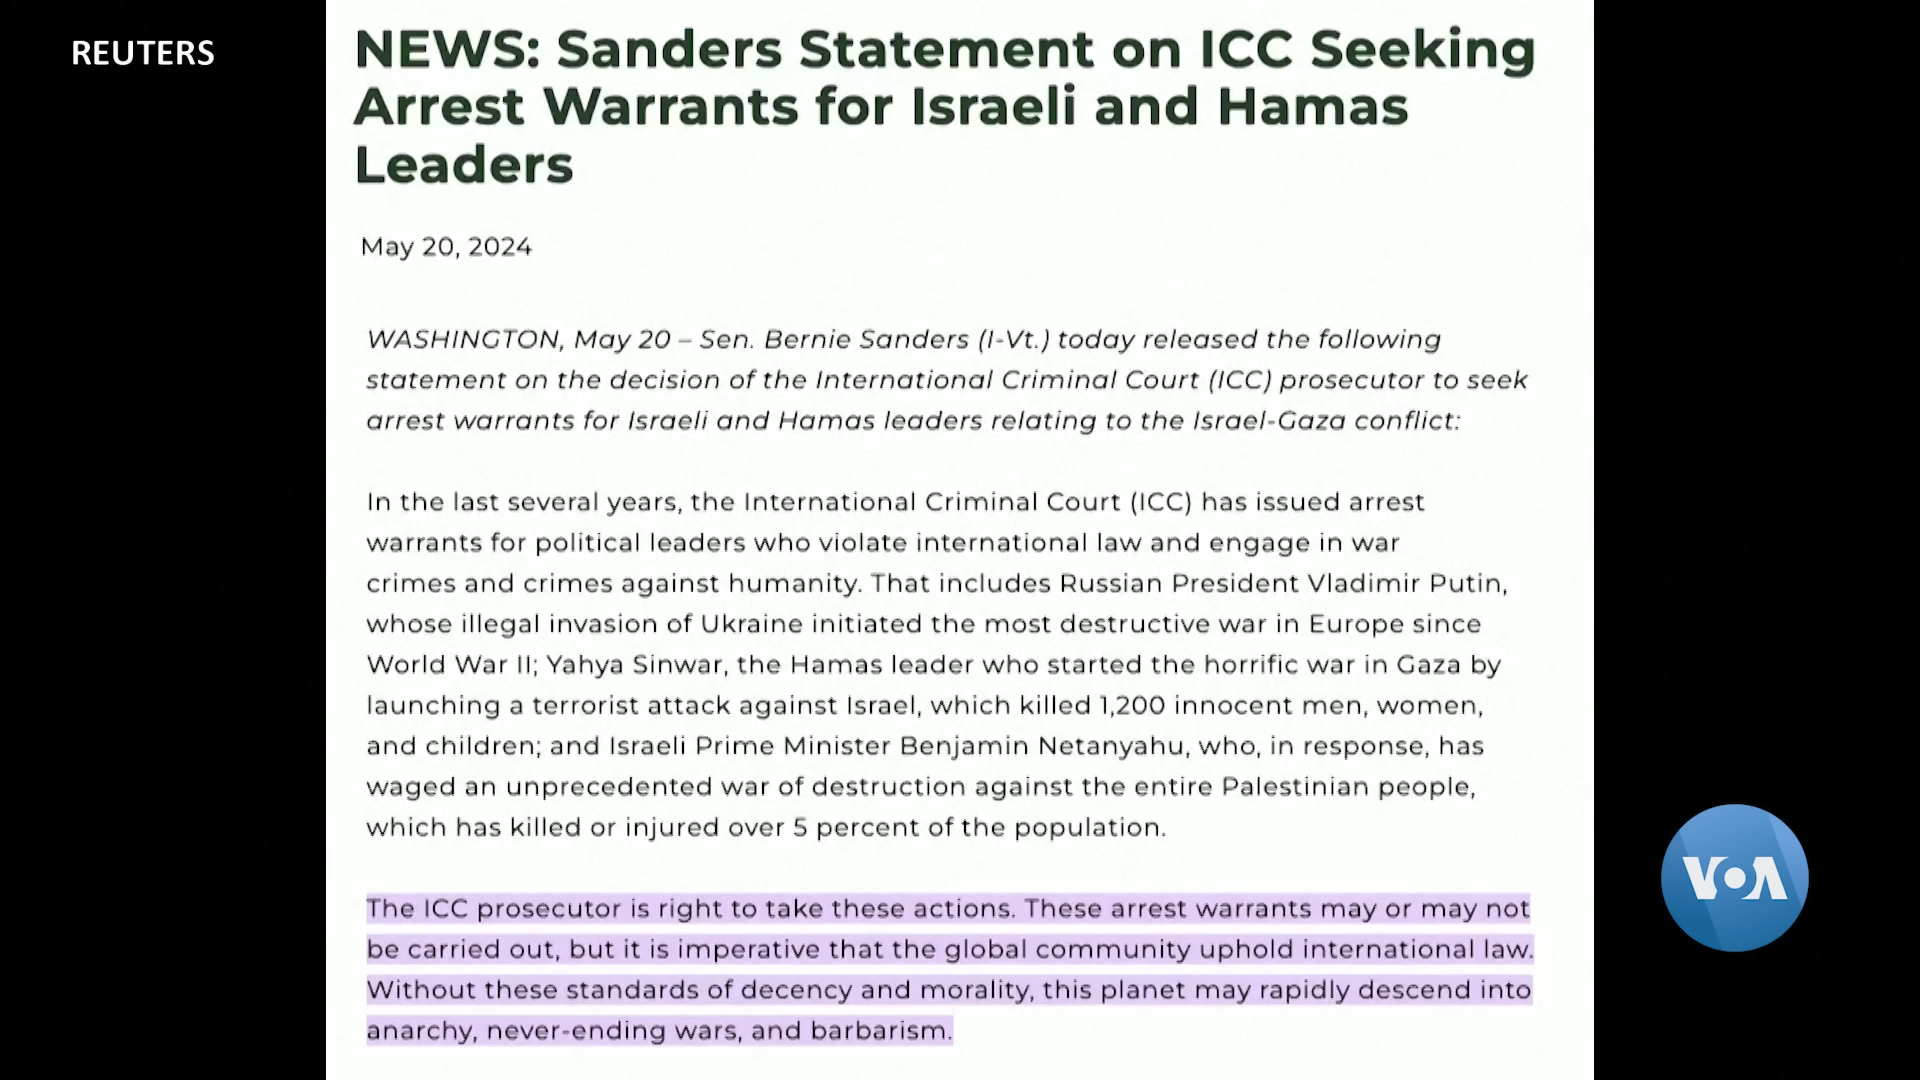 REUTERS
NEWS: Sanders Statement on ICC Seeking
Arrest Warrants for Israeli and Hamas
Leaders
May 20, 2024
WASHINGTON, May 20 – Sen. Bernie Sanders (I-Vt.) today released the following
statement on the decision of the International Criminal Court (ICC) prosecutor to seek
arrest warrants for Israeli and Hamas leaders relating to the Israel-Gaza conflict:
In the last several years, the International Criminal Court (ICC) has issued arrest
warrants for political leaders who violate international law and engage in war
crimes and crimes against humanity. That includes Russian President Vladimir Putin,
whose illegal invasion of Ukraine initiated the most destructive war in Europe since
World War II; Yahya Sinwar, the Hamas leader who started the horrific war in Gaza by
launching a terrorist attack against Israel, which killed 1,200 innocent men, women,
and children; and Israeli Prime Minister Benjamin Netanyahu, who, in response, has
waged an unprecedented war of destruction against the entire Palestinian people,
which has killed or injured over 5 percent of the population.
The ICC prosecutor is right to take these actions. These arrest warrants may or may not
be carried out, but it is imperative that the global community uphold international law.
Without these standards of decency and morality, this planet may rapidly descend into
anarchy, never-ending wars, and barbarism.
VOA